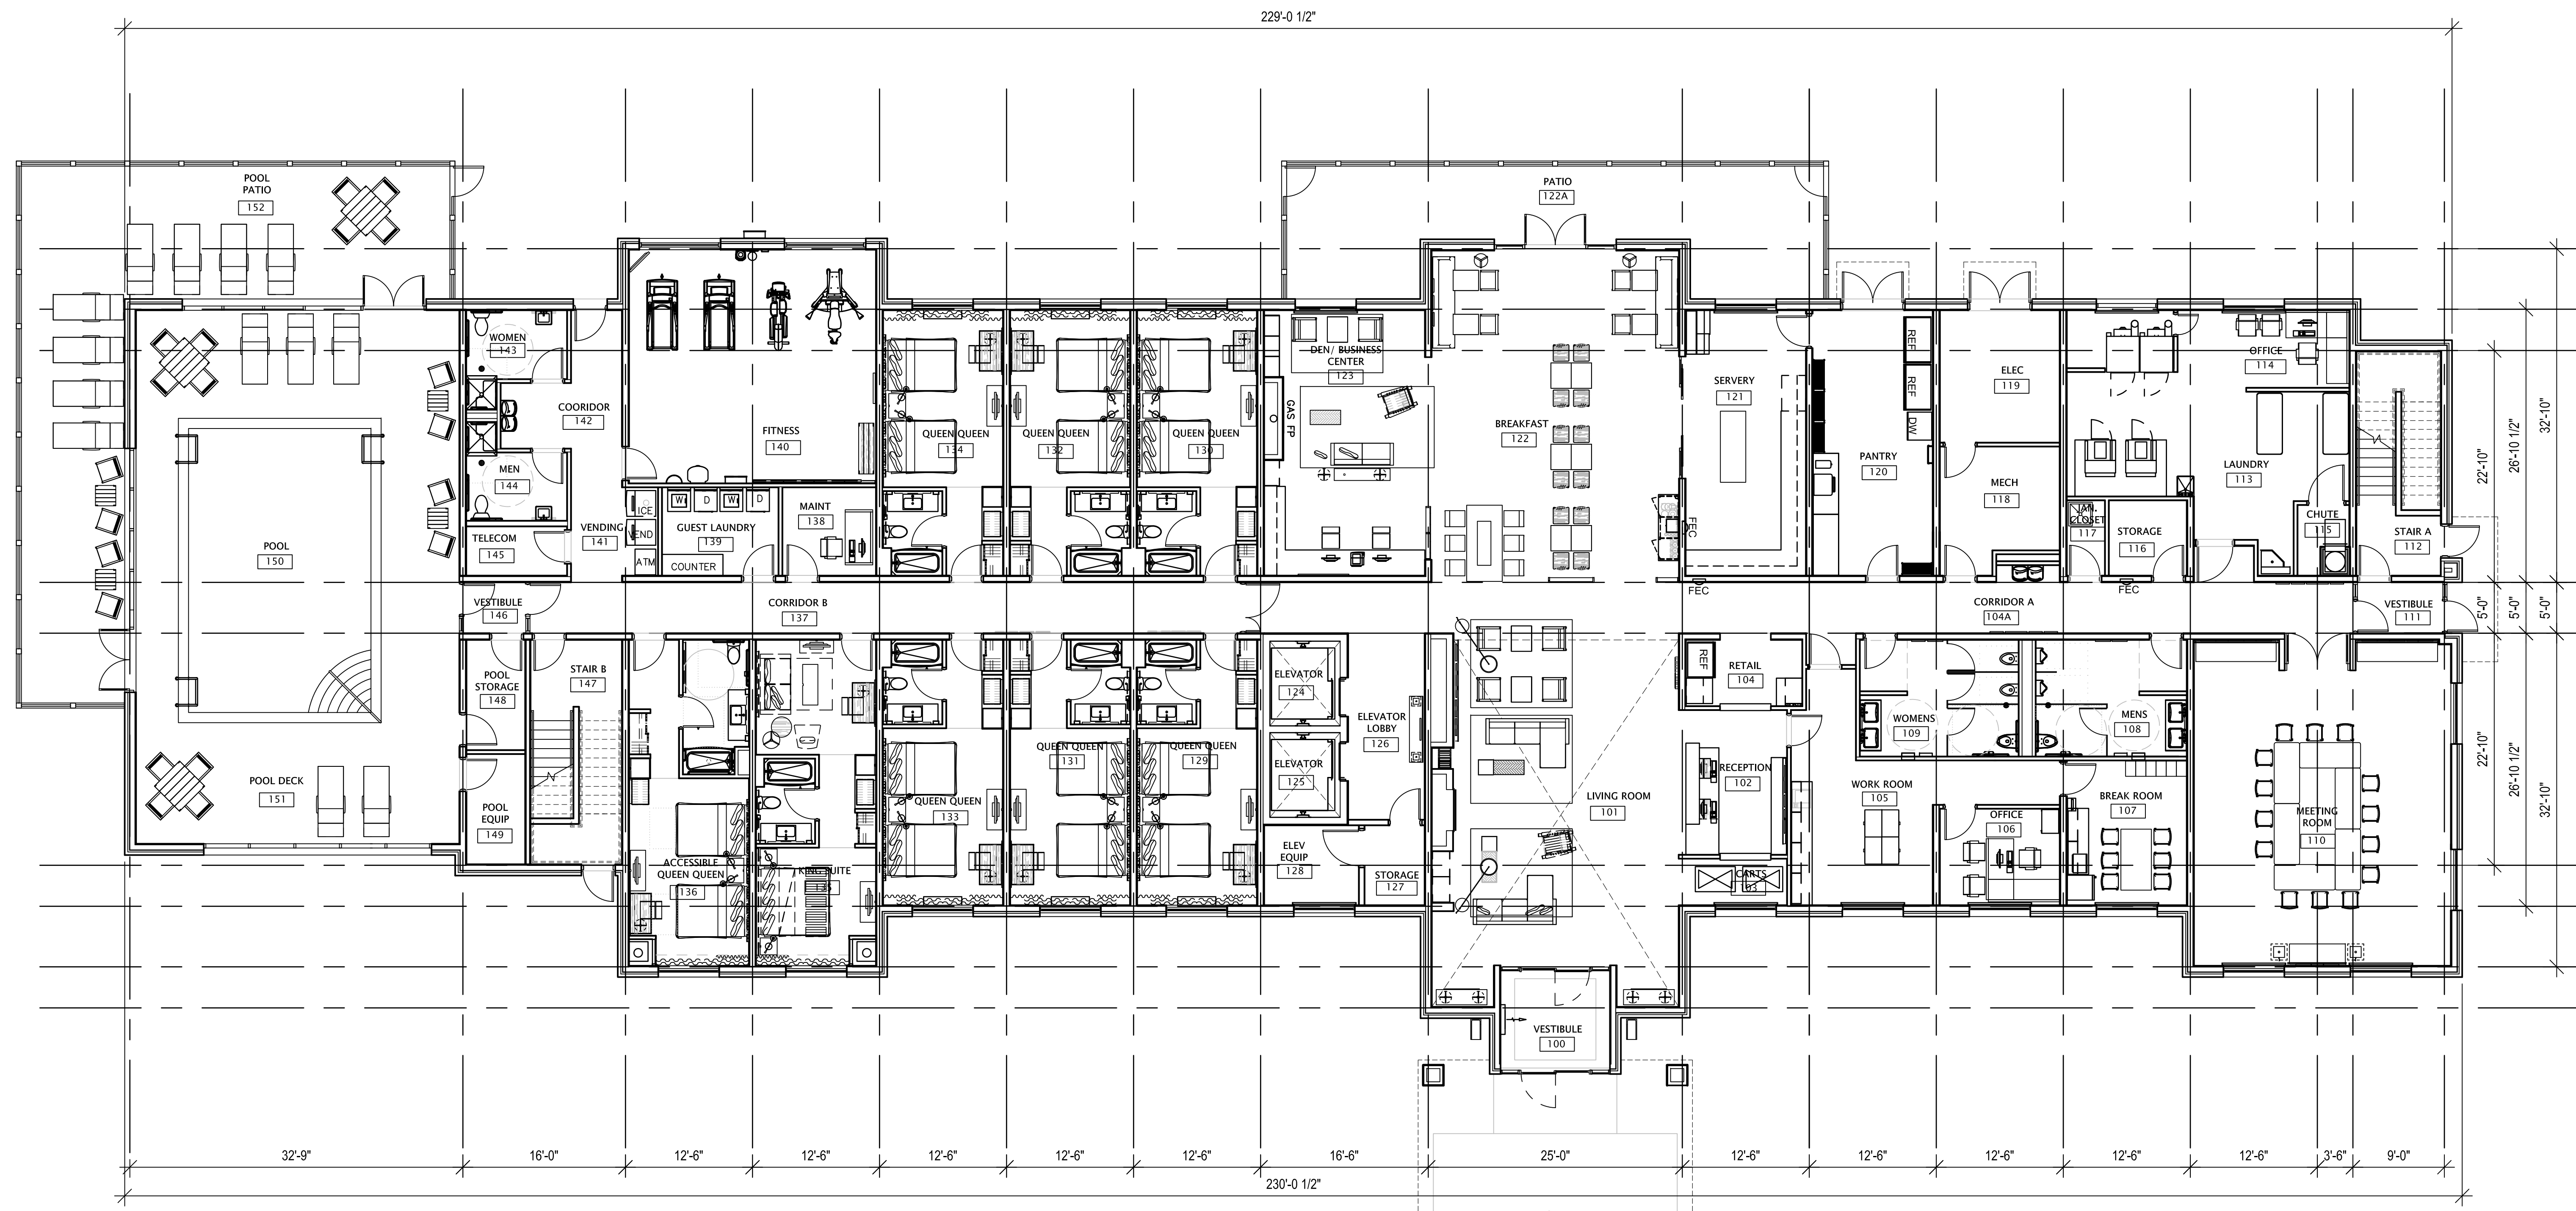 229'-0 1/2"
POOL
PATIO
152
PATIO
122A
WOMEN
143
COORIDOR
142
MEN
144
TELECOM
145
VENDING
141
ICE
VEND
ATM
FITNESS
140
W
D
W
D
GUEST LAUNDRY
139
COUNTER
MAINT
138
QUEEN QUEEN
134
QUEEN QUEEN
132
QUEEN QUEEN
130
DEN/ BUSINESS
CENTER
123
GAS FP
BREAKFAST
122
FEC
SERVERY
121
REF
REF
DW
PANTRY
120
ELEC
119
MECH
118
OFFICE
114
LAUNDRY
113
JAN.
CLOSET
117
STORAGE
116
CHUTE
115
STAIR A
112
POOL
150
VESTIBULE
146
CORRIDOR B
137
FEC
CORRIDOR A
104A
FEC
VESTIBULE
111
POOL
STORAGE
148
STAIR B
147
POOL DECK
151
POOL
EQUIP
149
ACCESSIBLE
QUEEN QUEEN
136
KING SUITE
135
QUEEN QUEEN
133
QUEEN QUEEN
131
QUEEN QUEEN
129
ELEVATOR
124
ELEVATOR
125
ELEVATOR
LOBBY
126
ELEV
EQUIP
128
STORAGE
127
LIVING ROOM
101
REF
RETAIL
104
RECEPTION
102
CARTS
103
WORK ROOM
105
WOMENS
109
MENS
108
OFFICE
106
BREAK ROOM
107
MEETING
ROOM
110
VESTIBULE
100
22'-10"
26'-10 1/2"
32'-10"
5'-0"
5'-0"
5'-0"
22'-10"
26'-10 1/2"
32'-10"
32'-9"
16'-0"
12'-6"
12'-6"
12'-6"
12'-6"
12'-6"
16'-6"
25'-0"
12'-6"
12'-6"
12'-6"
12'-6"
12'-6"
3'-6"
9'-0"
230'-0 1/2"